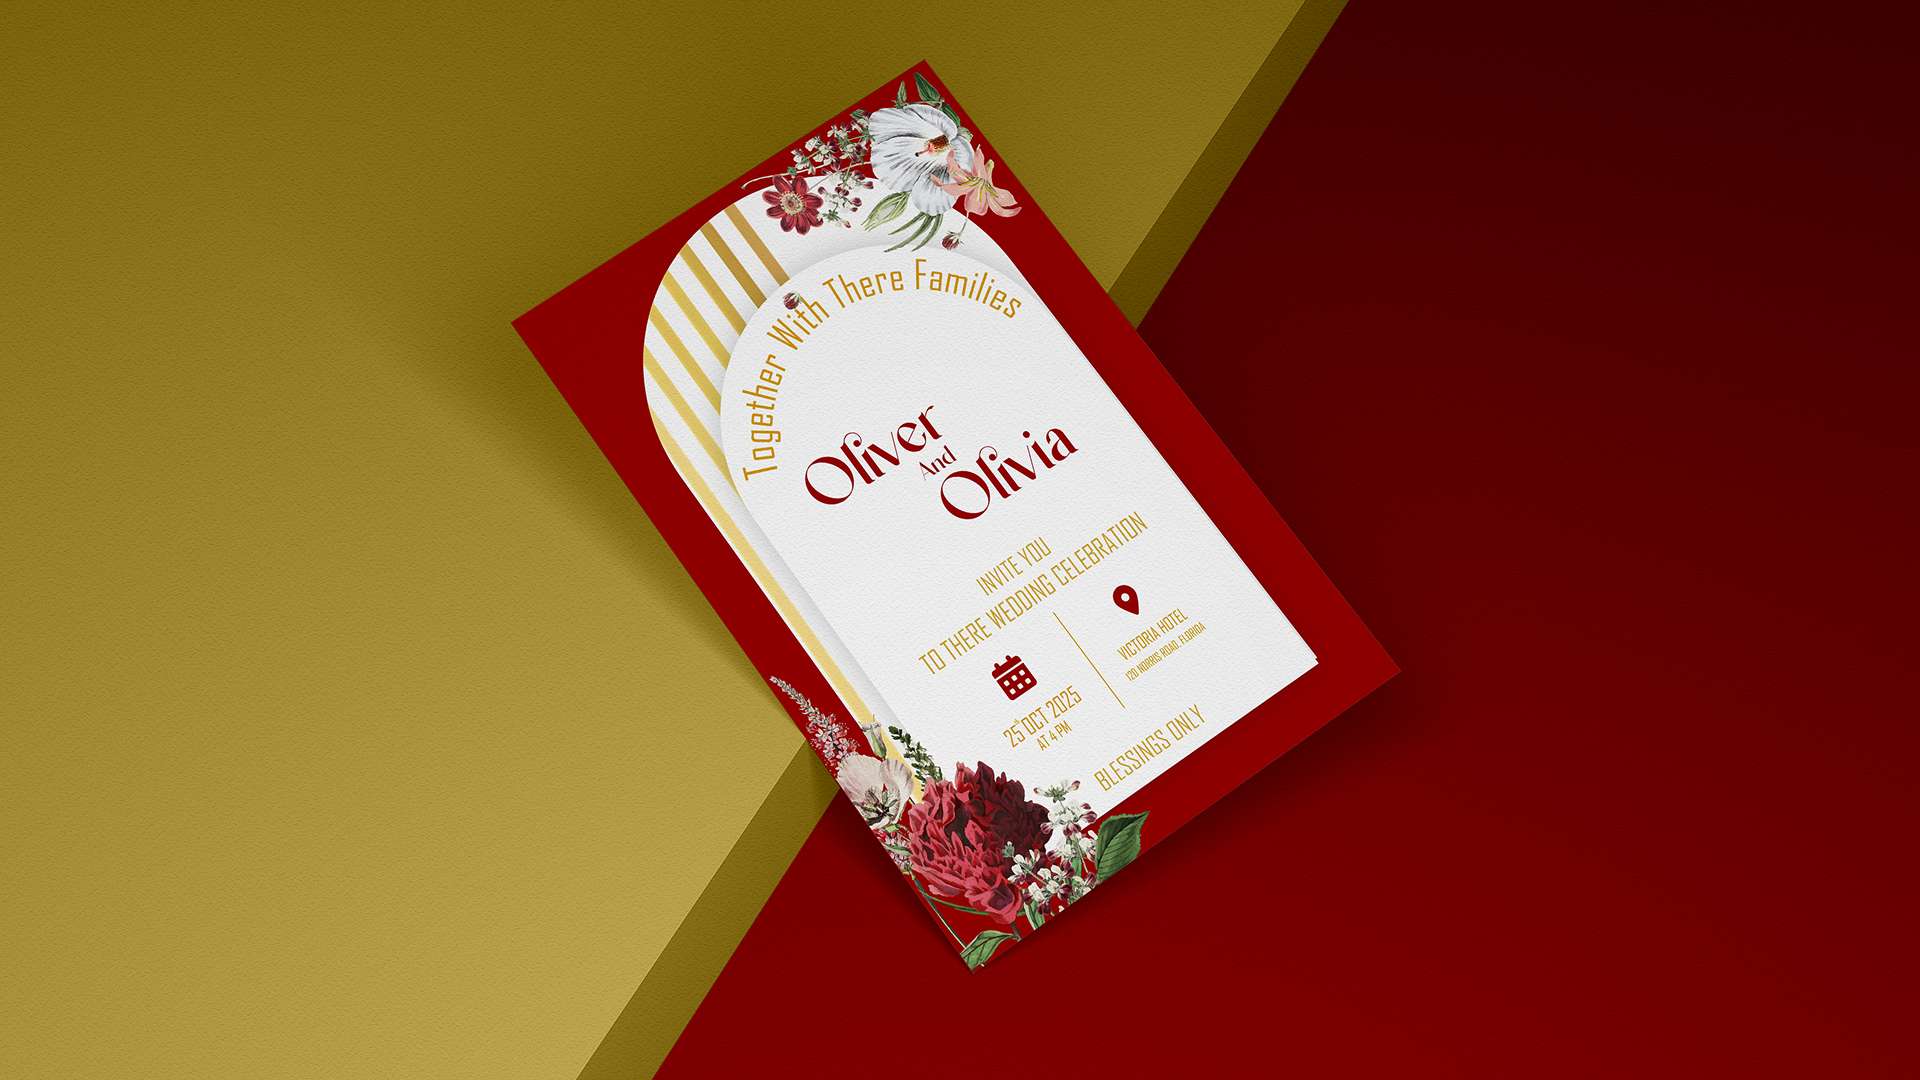 Together With There Families
Oliver
And
Olivia
INVITE YOU
TO THERE WEDDING CELEBRATION
25th OCT 2025
AT 4 PM
VICTORIA HOTEL
120 NORRIS ROAD, FLORIDA
BLESSINGS ONLY